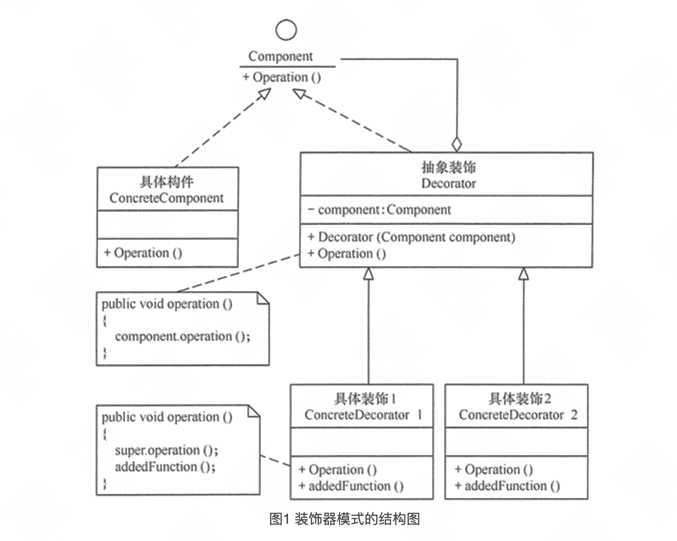 Component
+ Operation ()
具体构件
ConcreteComponent
+ Operation ()
抽象装饰
Decorator
- component:Component
+ Decorator (Component component)
+ Operation ()
public void operation ()
{
component.operation ();
}
具体装饰1
ConcreteDecorator 1
+ Operation ()
+ addedFunction ()
具体装饰2
ConcreteDecorator 2
+ Operation ()
+ addedFunction ()
public void operation ()
{
super.operation ();
addedFunction ();
}
图1 装饰器模式的结构图